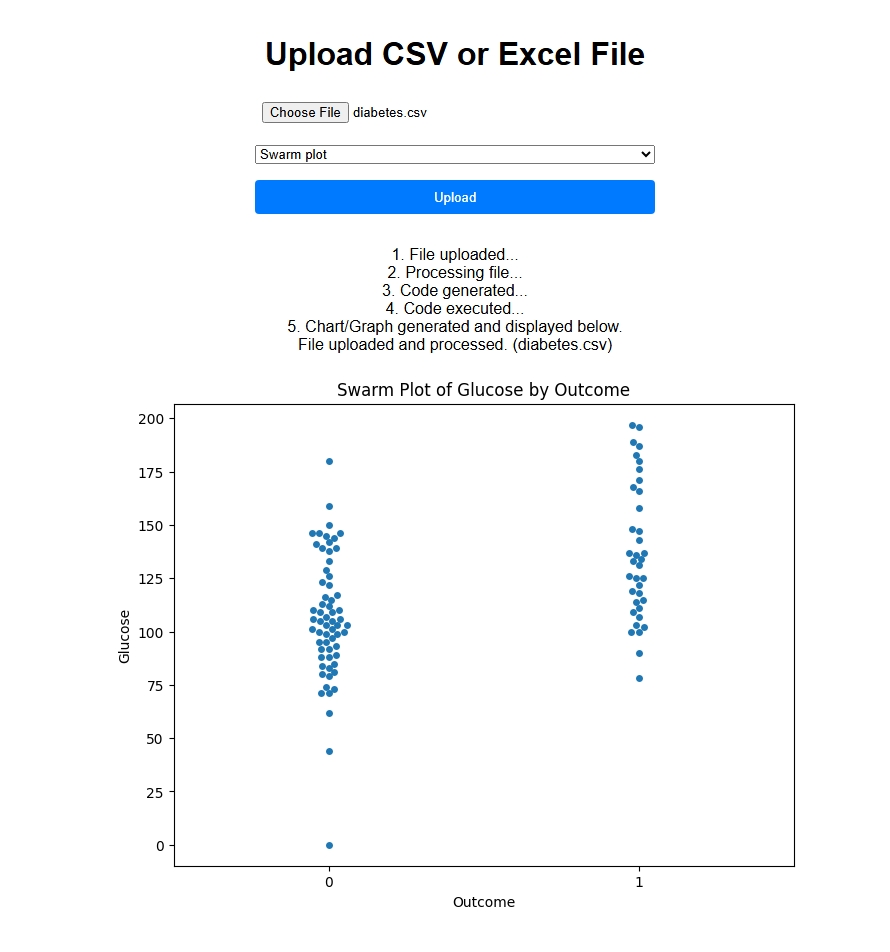 Upload CSV or Excel File
Choose File diabetes.csv
Swarm plot
Upload
1. File uploaded...
2. Processing file...
3. Code generated...
4. Code executed...
5. Chart/Graph generated and displayed below.
File uploaded and processed. (diabetes.csv)
Swarm Plot of Glucose by Outcome
200
175
150
125
100
75
50
25
0
Glucose
0 1
Outcome